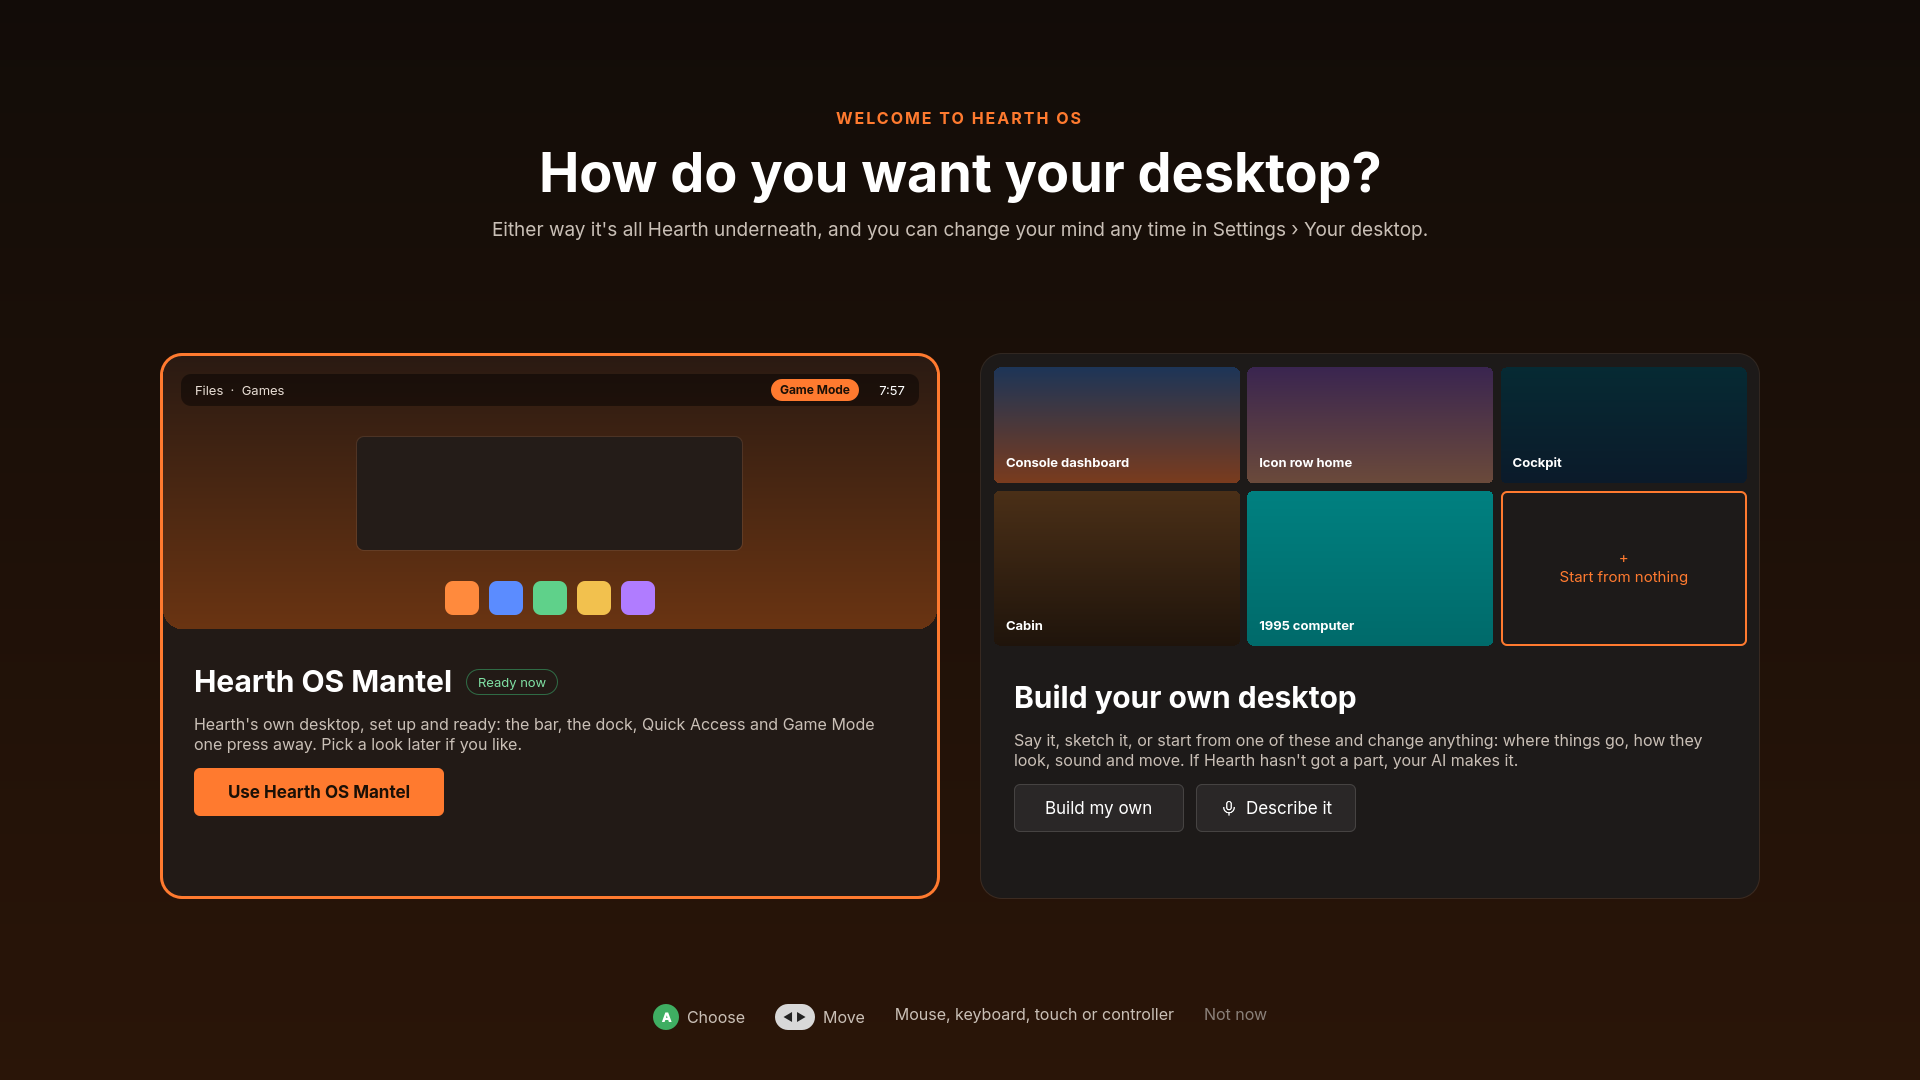 WELCOME TO HEARTH OS
How do you want your desktop?
Either way it's all Hearth underneath, and you can change your mind any time in Settings › Your desktop.
Files · Games
Game Mode
7:57
Hearth OS Mantel
Ready now
Hearth's own desktop, set up and ready: the bar, the dock, Quick Access and Game Mode
one press away. Pick a look later if you like.
Use Hearth OS Mantel
Console dashboard
Icon row home
Cockpit
Cabin
1995 computer
+
Start from nothing
Build your own desktop
Say it, sketch it, or start from one of these and change anything: where things go, how they
look, sound and move. If Hearth hasn't got a part, your AI makes it.
Build my own
Describe it
A Choose
Move
Mouse, keyboard, touch or controller
Not now